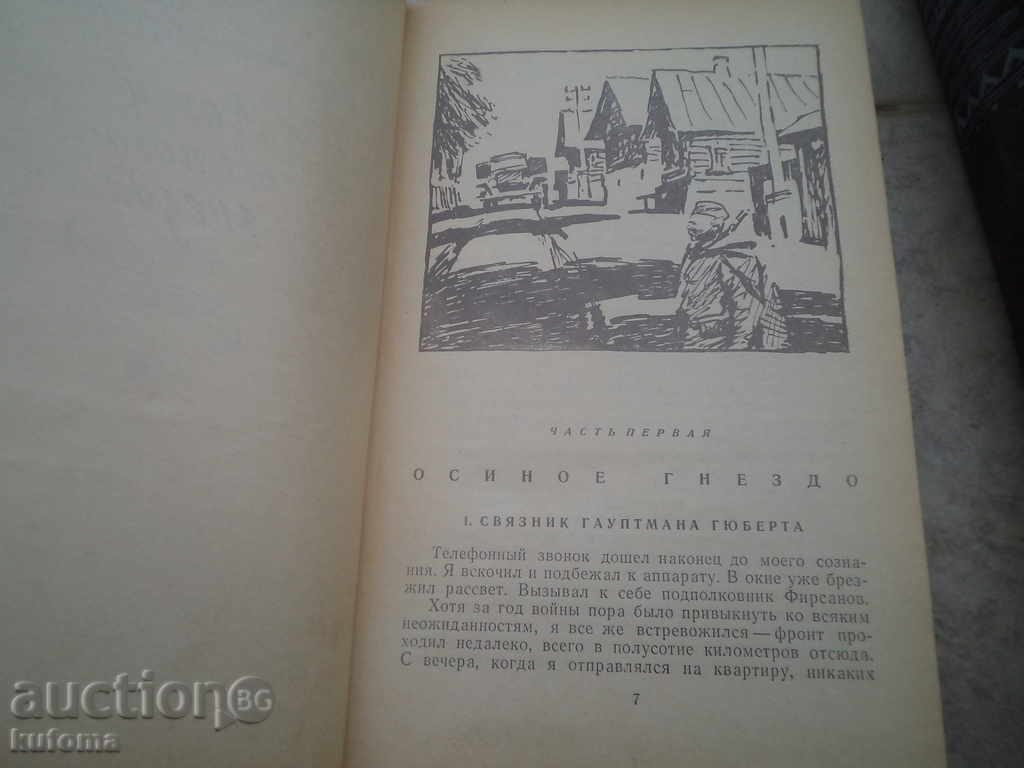 ЧАСТЬ ПЕРВАЯ
ОСИНОЕ ГНЕЗДО
1. СВЯЗНИК ГАУПТМАНА ГЮБЕРТА
Телефонный звонок дошел наконец до моего созна-
ния. Я вскочил и подбежал к аппарату. В окне уже брез-
жил рассвет. Вызывал к себе подполковник Фирсанов.
Хотя за год войны пора было привыкнуть ко всяким
неожиданностям, я все же встревожился — фронт про-
ходил недалеко, всего в полусотне километров отсюда.
С вечера, когда я отправлялся на квартиру, никаких
7
auction BG
kufoma